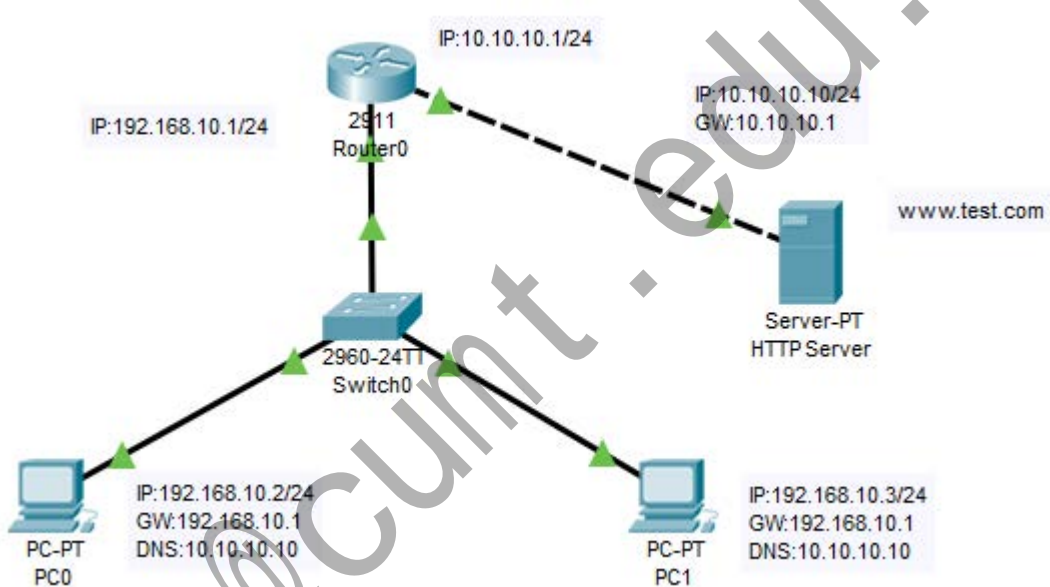 IP:10.10.10.1/24
IP:10.10.10.10/24
GW:10.10.10.1
IP:192.168.10.1/24
2911
Router0
www.test.com
Server-PT
HTTP Server
2960-24TT
Switch0
IP:192.168.10.2/24
GW:192.168.10.1
DNS:10.10.10.10
PC-PT
PC0
IP:192.168.10.3/24
GW:192.168.10.1
DNS:10.10.10.10
PC-PT
PC1
@cumt.edu.